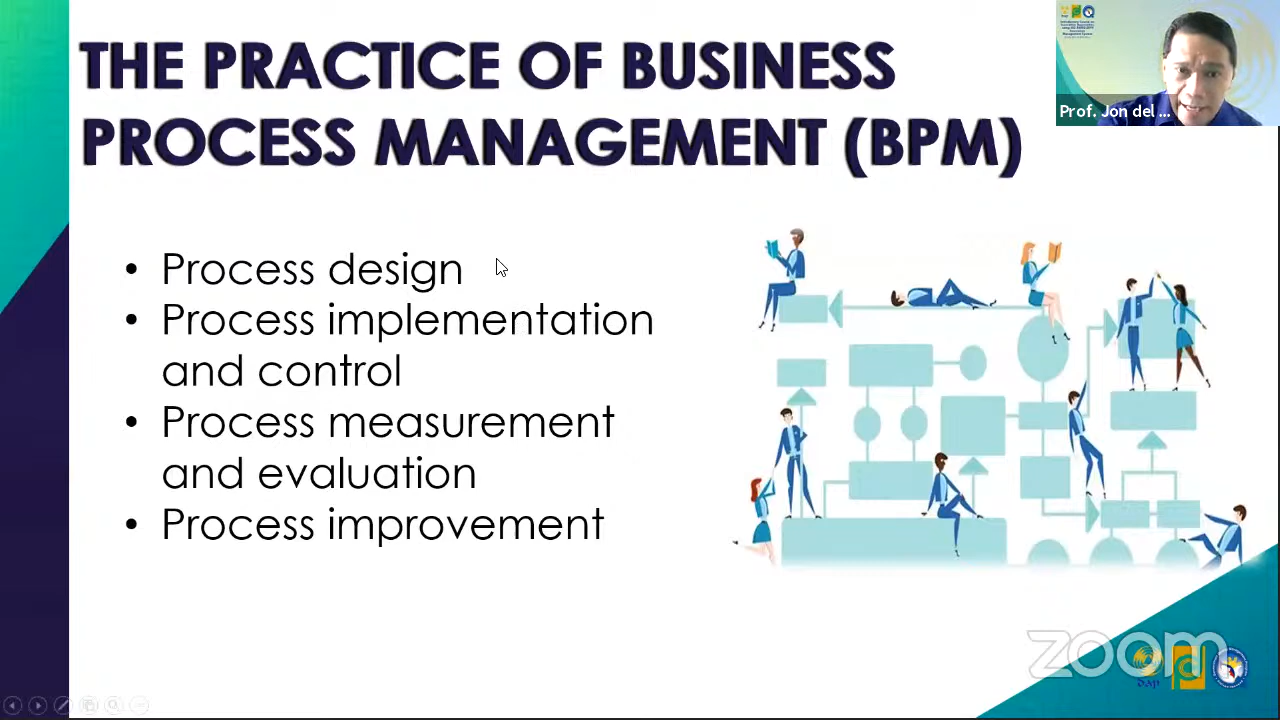 THE PRACTICE OF BUSINESS
PROCESS MANAGEMENT (BPM)
Prof. Jon del ...
• Process design
• Process implementation
and control
• Process measurement
and evaluation
• Process improvement
zoom
dap